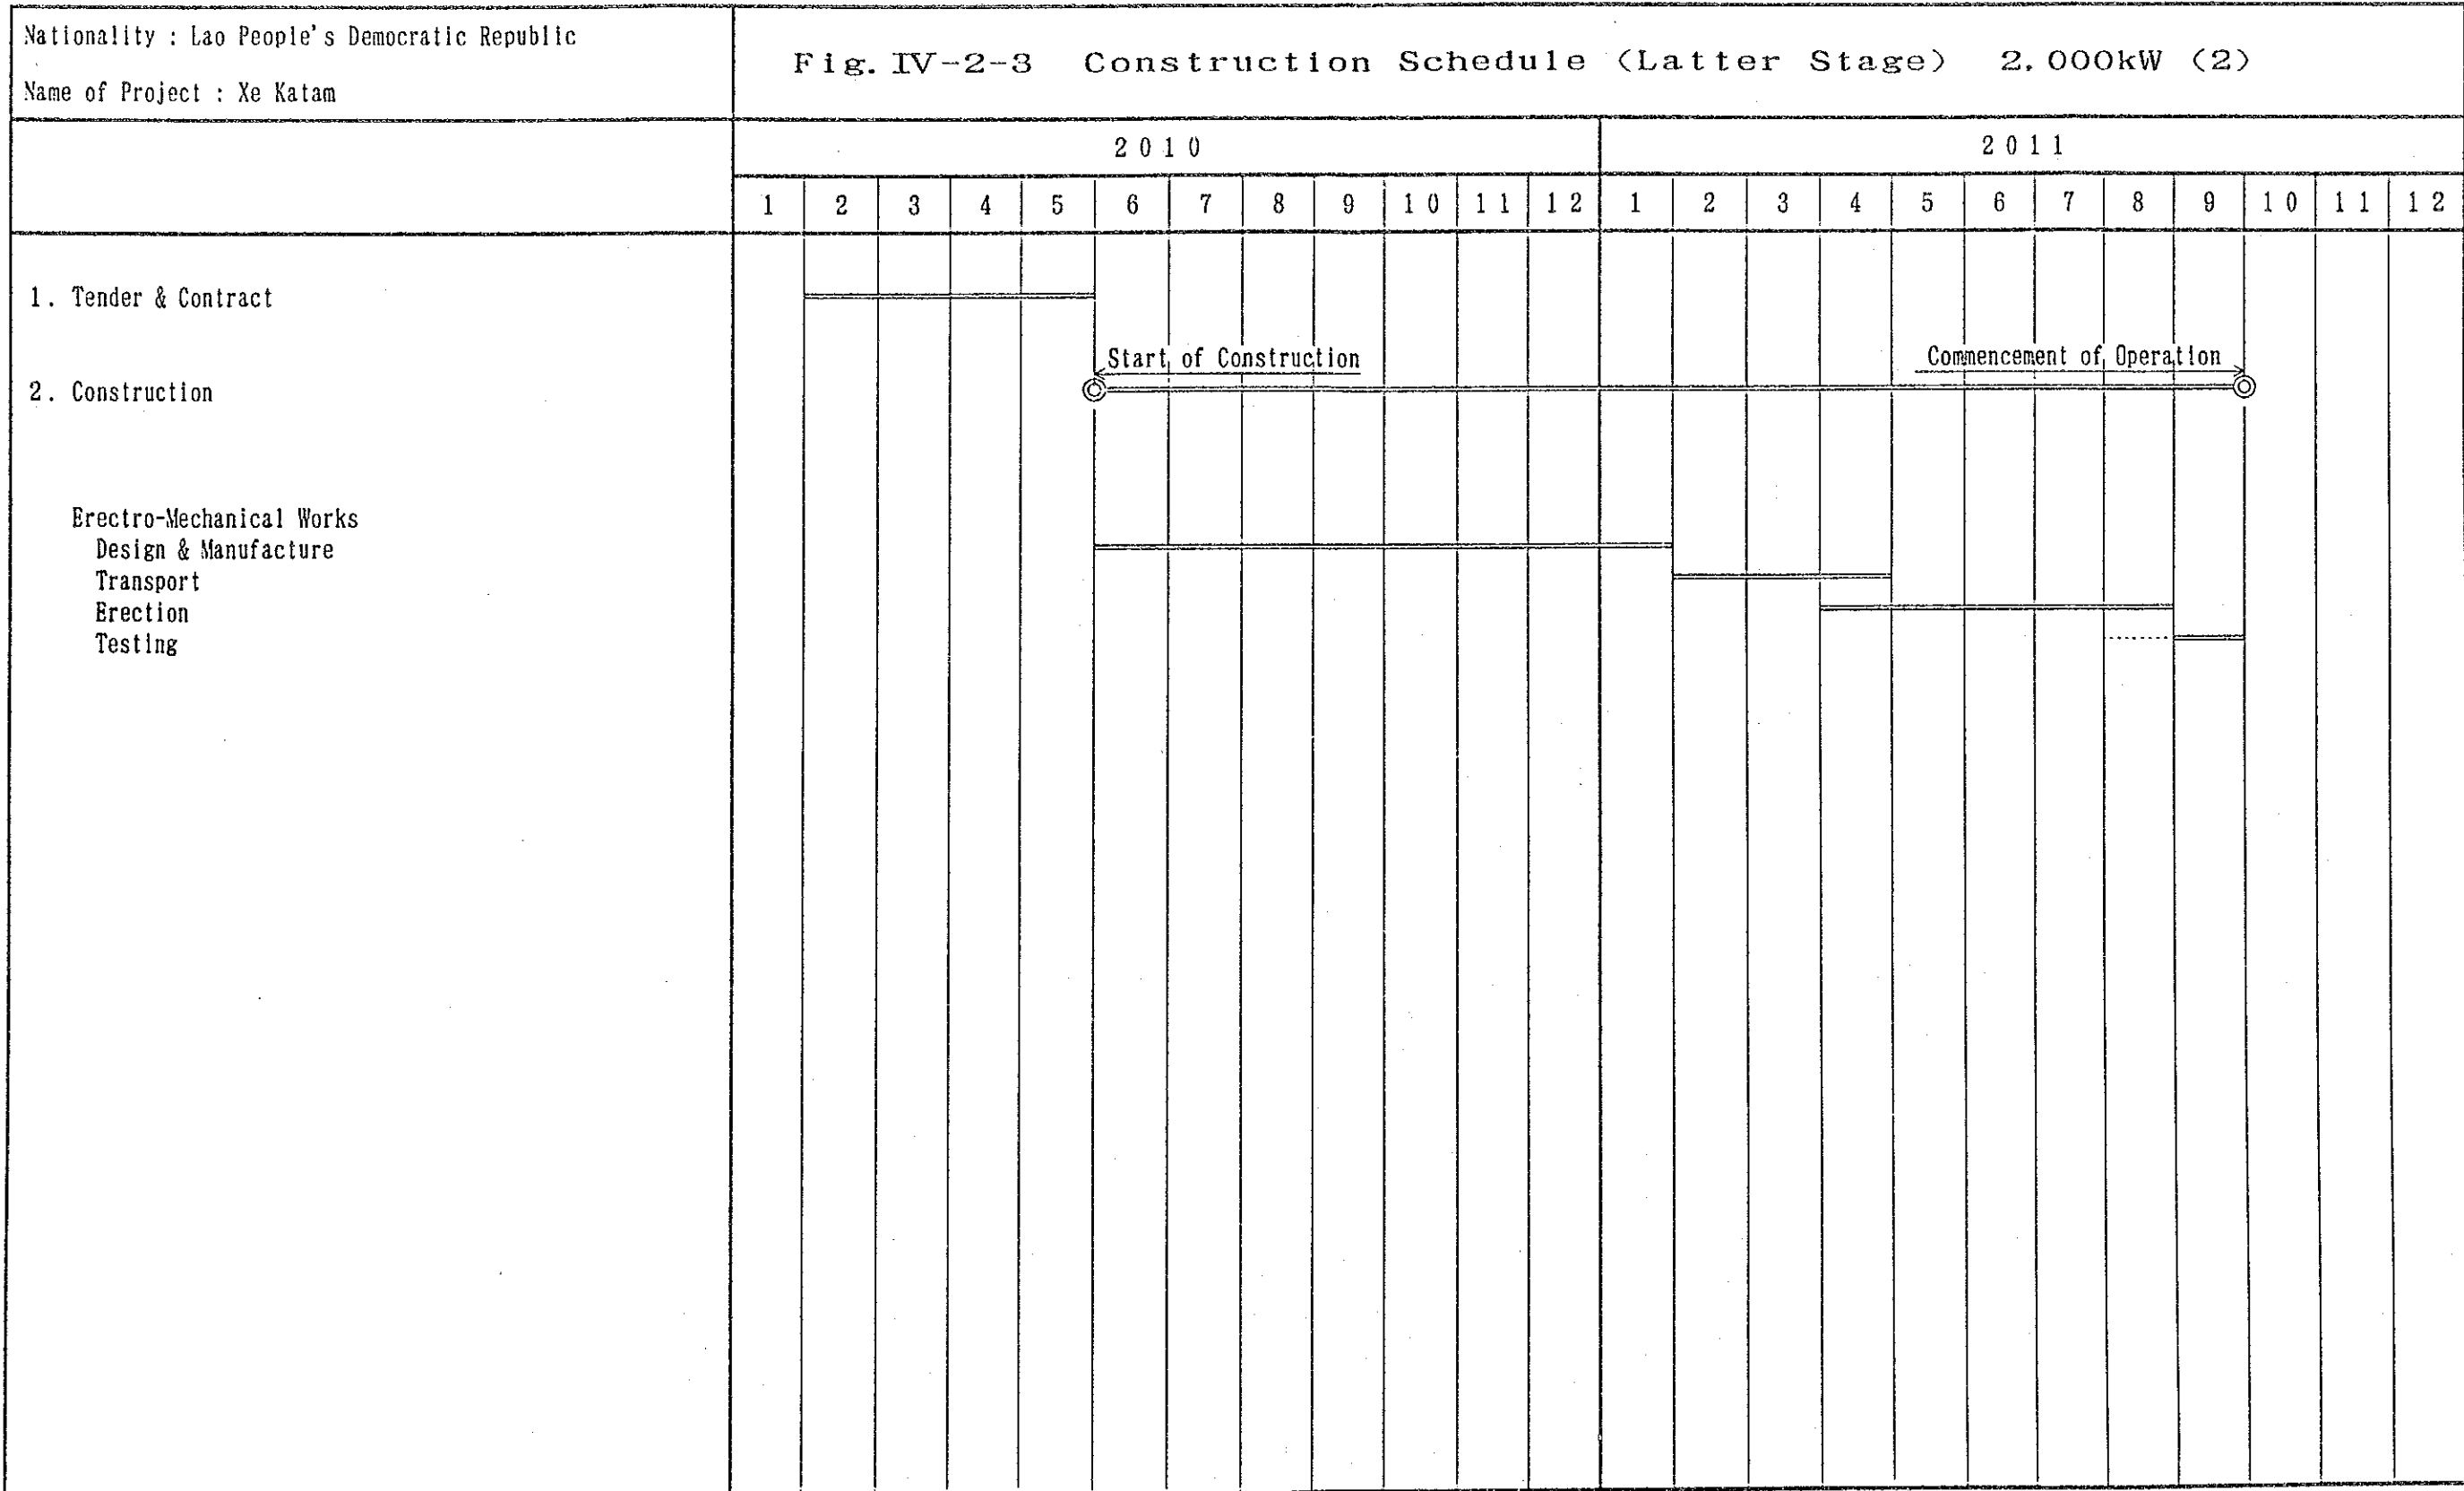 Nationality : Lao People's Democratic Republic
Name of Project : Xe Katam
Fig. IV-2-3 Construction Schedule (Latter Stage) 2.000kW (2)
2010 2011
1 2 3 4 5 6 7 8 9 10 11 12 1 2 3 4 5 6 7 8 9 10 11 12
1. Tender & Contract
Start of Construction Commencement of Operation
2. Construction
Erectro-Mechanical Works
Design & Manufacture
Transport
Erection
Testing